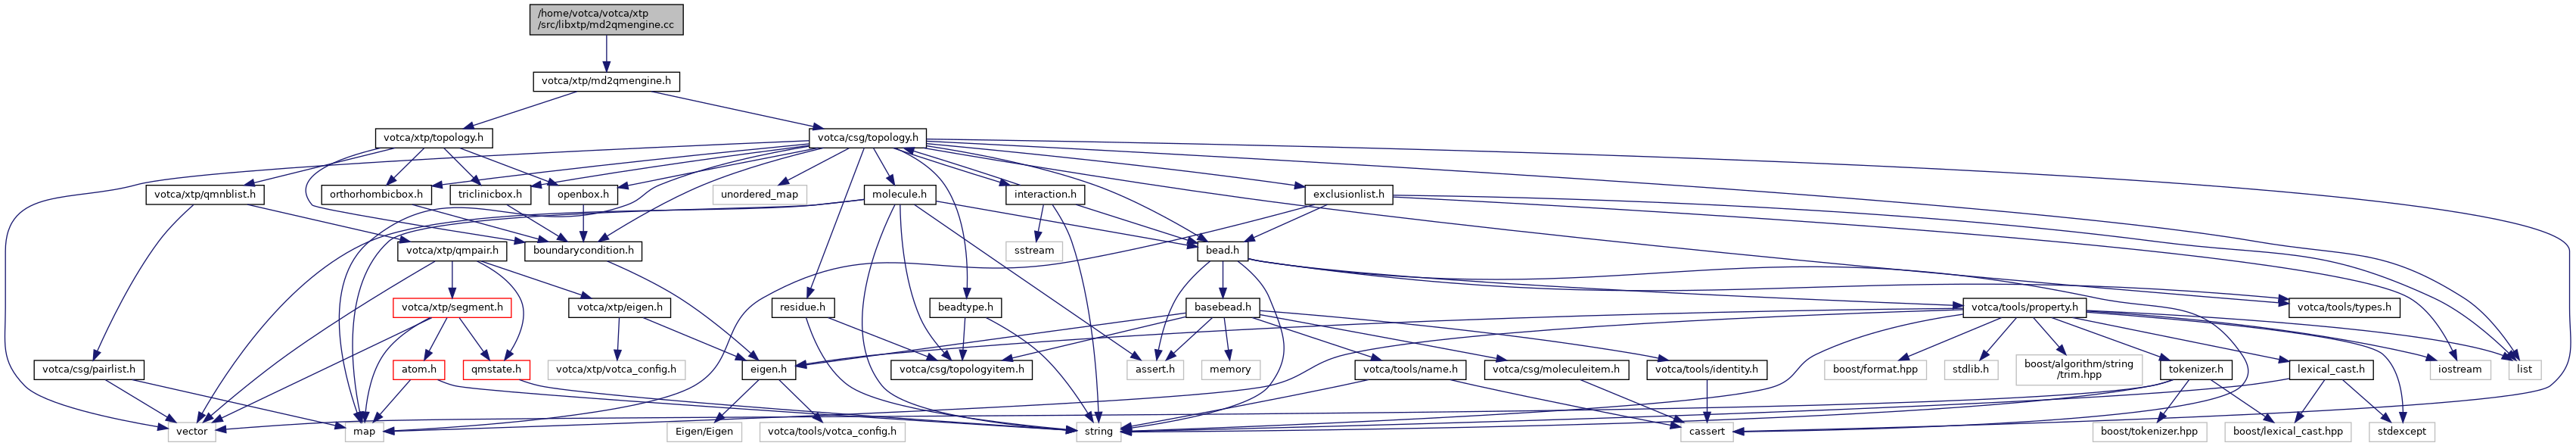 /home/votca/votca/xtp
/src/libxtp/md2qmengine.cc
votca/xtp/md2qmengine.h
votca/xtp/topology.h
votca/csg/topology.h
votca/xtp/qmnblist.h
orthorhombicbox.h
triclinicbox.h
openbox.h
unordered_map
molecule.h
interaction.h
exclusionlist.h
votca/xtp/qmpair.h
boundarycondition.h
sstream
bead.h
votca/xtp/segment.h
votca/xtp/eigen.h
residue.h
beadtype.h
basebead.h
votca/tools/property.h
votca/tools/types.h
votca/csg/pairlist.h
atom.h
qmstate.h
votca/xtp/votca_config.h
eigen.h
votca/csg/topologyitem.h
assert.h
memory
votca/tools/name.h
votca/csg/moleculeitem.h
votca/tools/identity.h
boost/format.hpp
stdlib.h
boost/algorithm/string
/trim.hpp
tokenizer.h
lexical_cast.h
iostream
list
vector
map
Eigen/Eigen
votca/tools/votca_config.h
string
cassert
boost/tokenizer.hpp
boost/lexical_cast.hpp
stdexcept